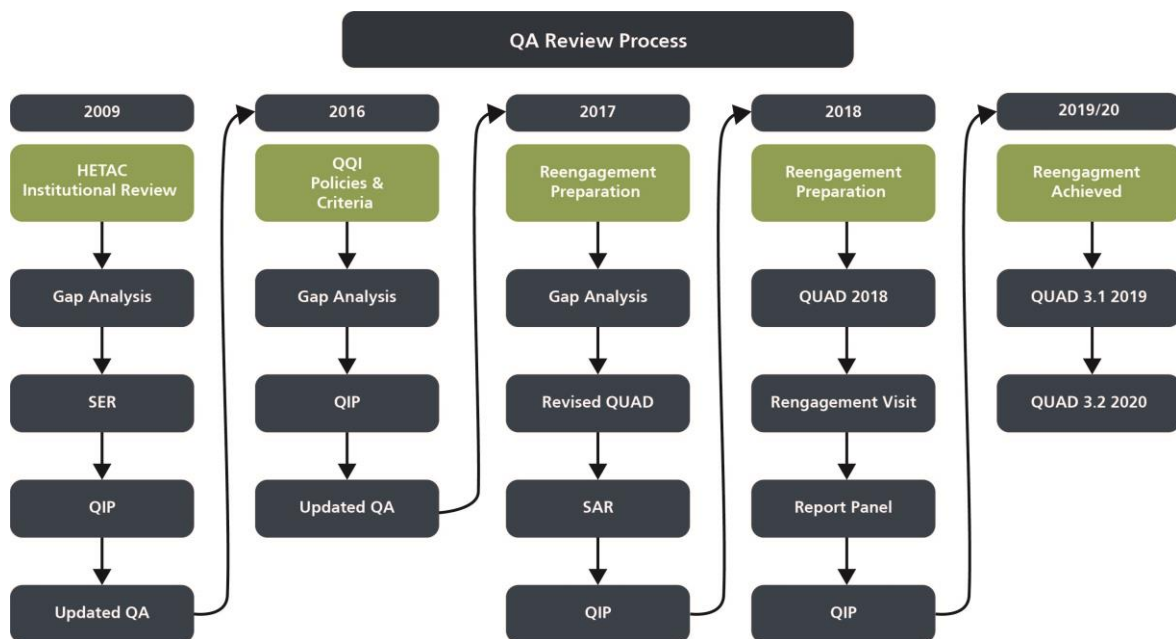 QA Review Process
2009
HETAC
Institutional Review
Gap Analysis
SER
QIP
Updated QA
2016
QQI
Policies &
Criteria
Gap Analysis
QIP
Updated QA
2017
Reengagement
Preparation
Gap Analysis
Revised QUAD
SAR
QIP
2018
Reengagement
Preparation
QUAD 2018
Rengagement Visit
Report Panel
QIP
2019/20
Reengagment
Achieved
QUAD 3.1 2019
QUAD 3.2 2020